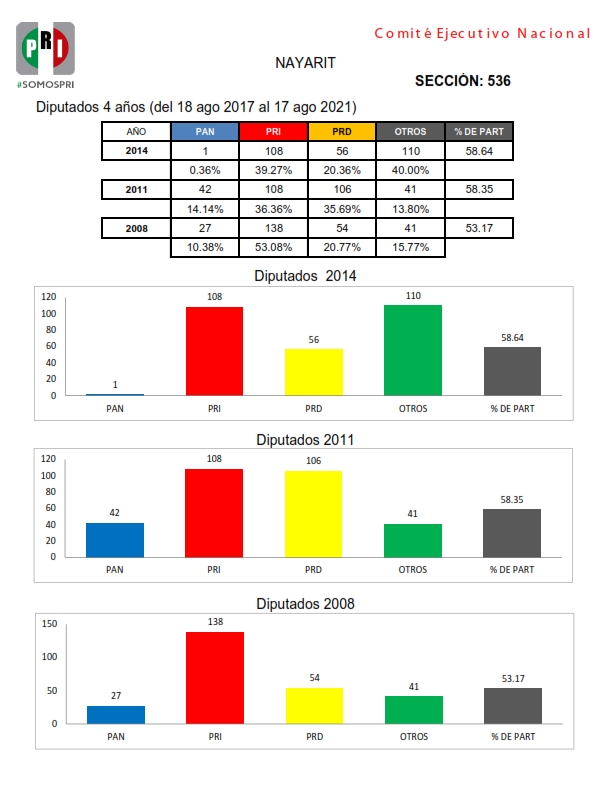 Comité Ejecutivo Nacional
PRI
#SOMOSPRI
NAYARIT
SECCIÓN: 536
Diputados 4 años (del 18 ago 2017 al 17 ago 2021)
AÑO PAN PRI PRD OTROS % DE PART
2014 1 108 56 110 58.64
0.36% 39.27% 20.36% 40.00%
2011 42 108 106 41 58.35
14.14% 36.36% 35.69% 13.80%
2008 27 138 54 41 53.17
10.38% 53.08% 20.77% 15.77%
Diputados 2014
120
100
80
60
40
20
0
1 108 56 110 58.64
PAN PRI PRD OTROS % DE PART
Diputados 2011
120
100
80
60
40
20
0
42 108 106 41 58.35
PAN PRI PRD OTROS % DE PART
Diputados 2008
150
100
50
0
27 138 54 41 53.17
PAN PRI PRD OTROS % DE PART